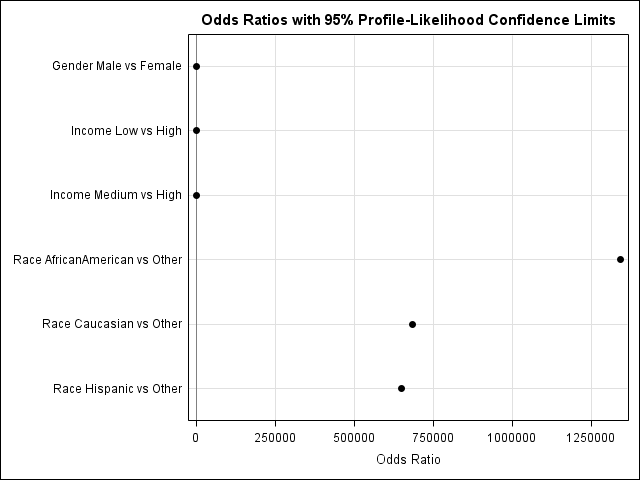 Odds Ratios with 95% Profile-Likelihood Confidence Limits
Gender Male vs Female
Income Low vs High
Income Medium vs High
Race AfricanAmerican vs Other
Race Caucasian vs Other
Race Hispanic vs Other
0 250000 500000 750000 1000000 1250000
Odds Ratio